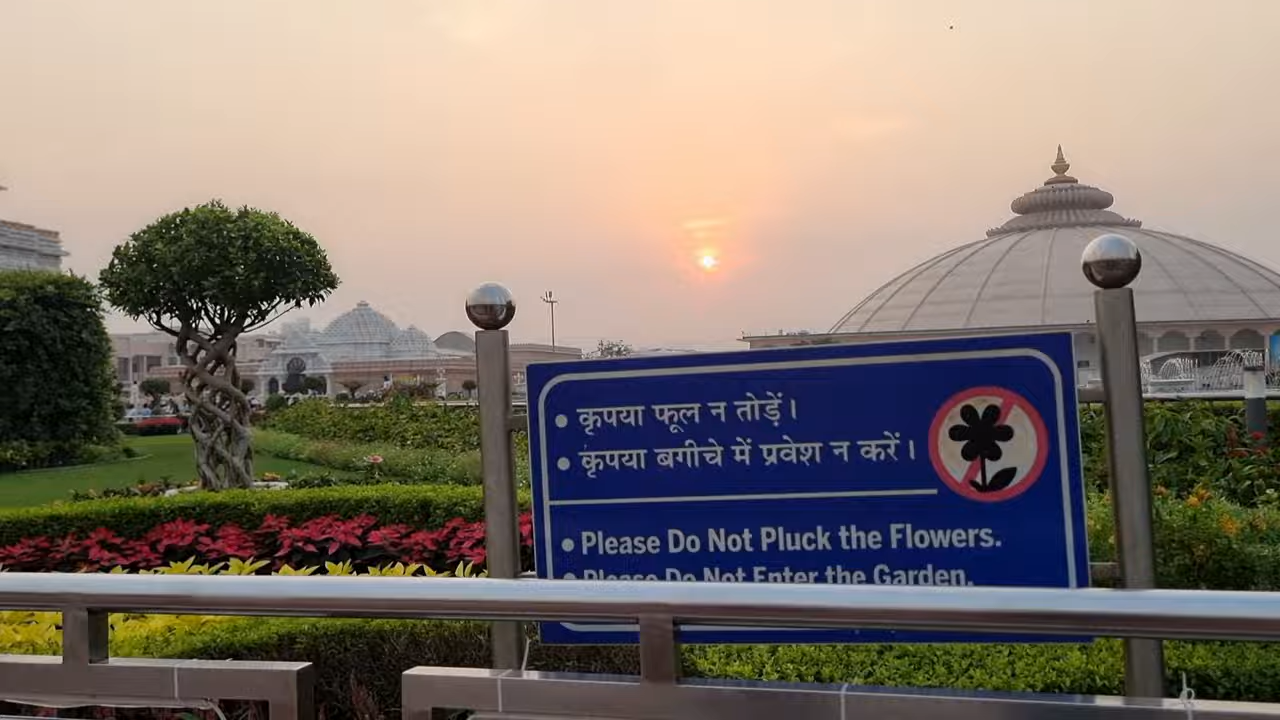 • कृपया फूल न तोड़ें।
• कृपया बगीचे में प्रवेश न करें।
• Please Do Not Pluck the Flowers.
• Please Do Not Enter the Garden.